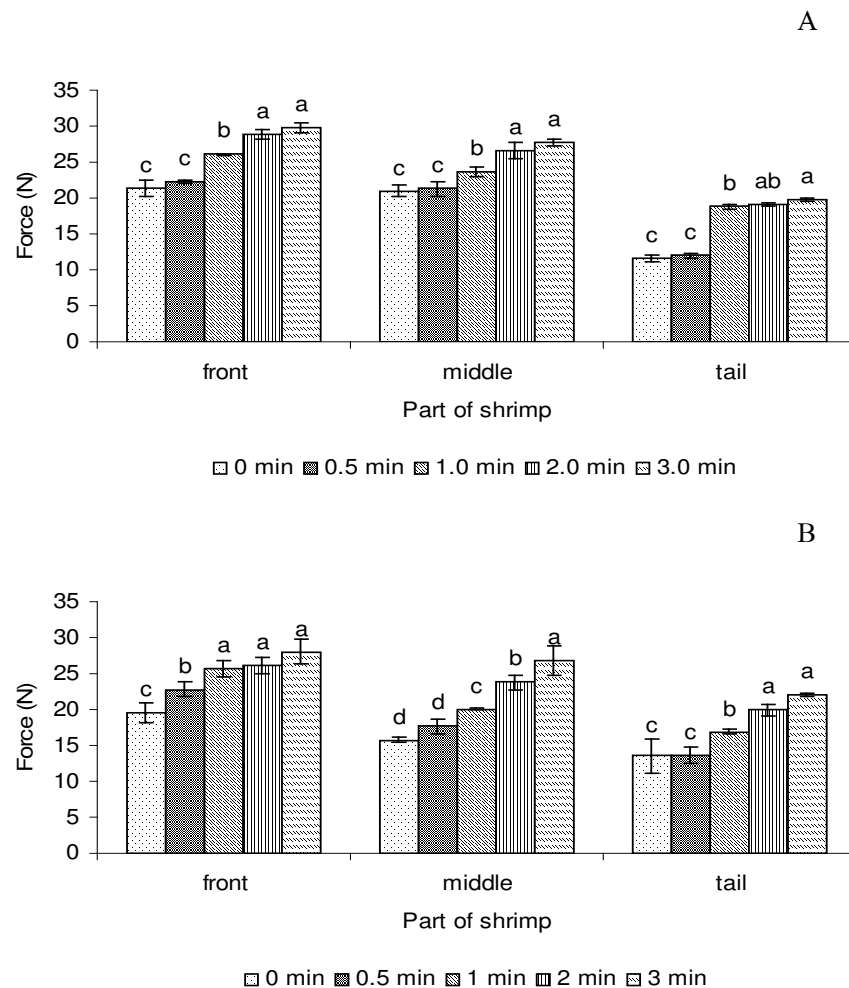 A
35
30
25
20
15
10
5
0
Force (N)
c c b a a
c c b a a
c c b ab a
front middle tail
Part of shrimp
0 min 0.5 min 1.0 min 2.0 min 3.0 min
B
35
30
25
20
15
10
5
0
Force (N)
c b a a a
d d c b a
c c b a a
front middle tail
Part of shrimp
0 min 0.5 min 1 min 2 min 3 min